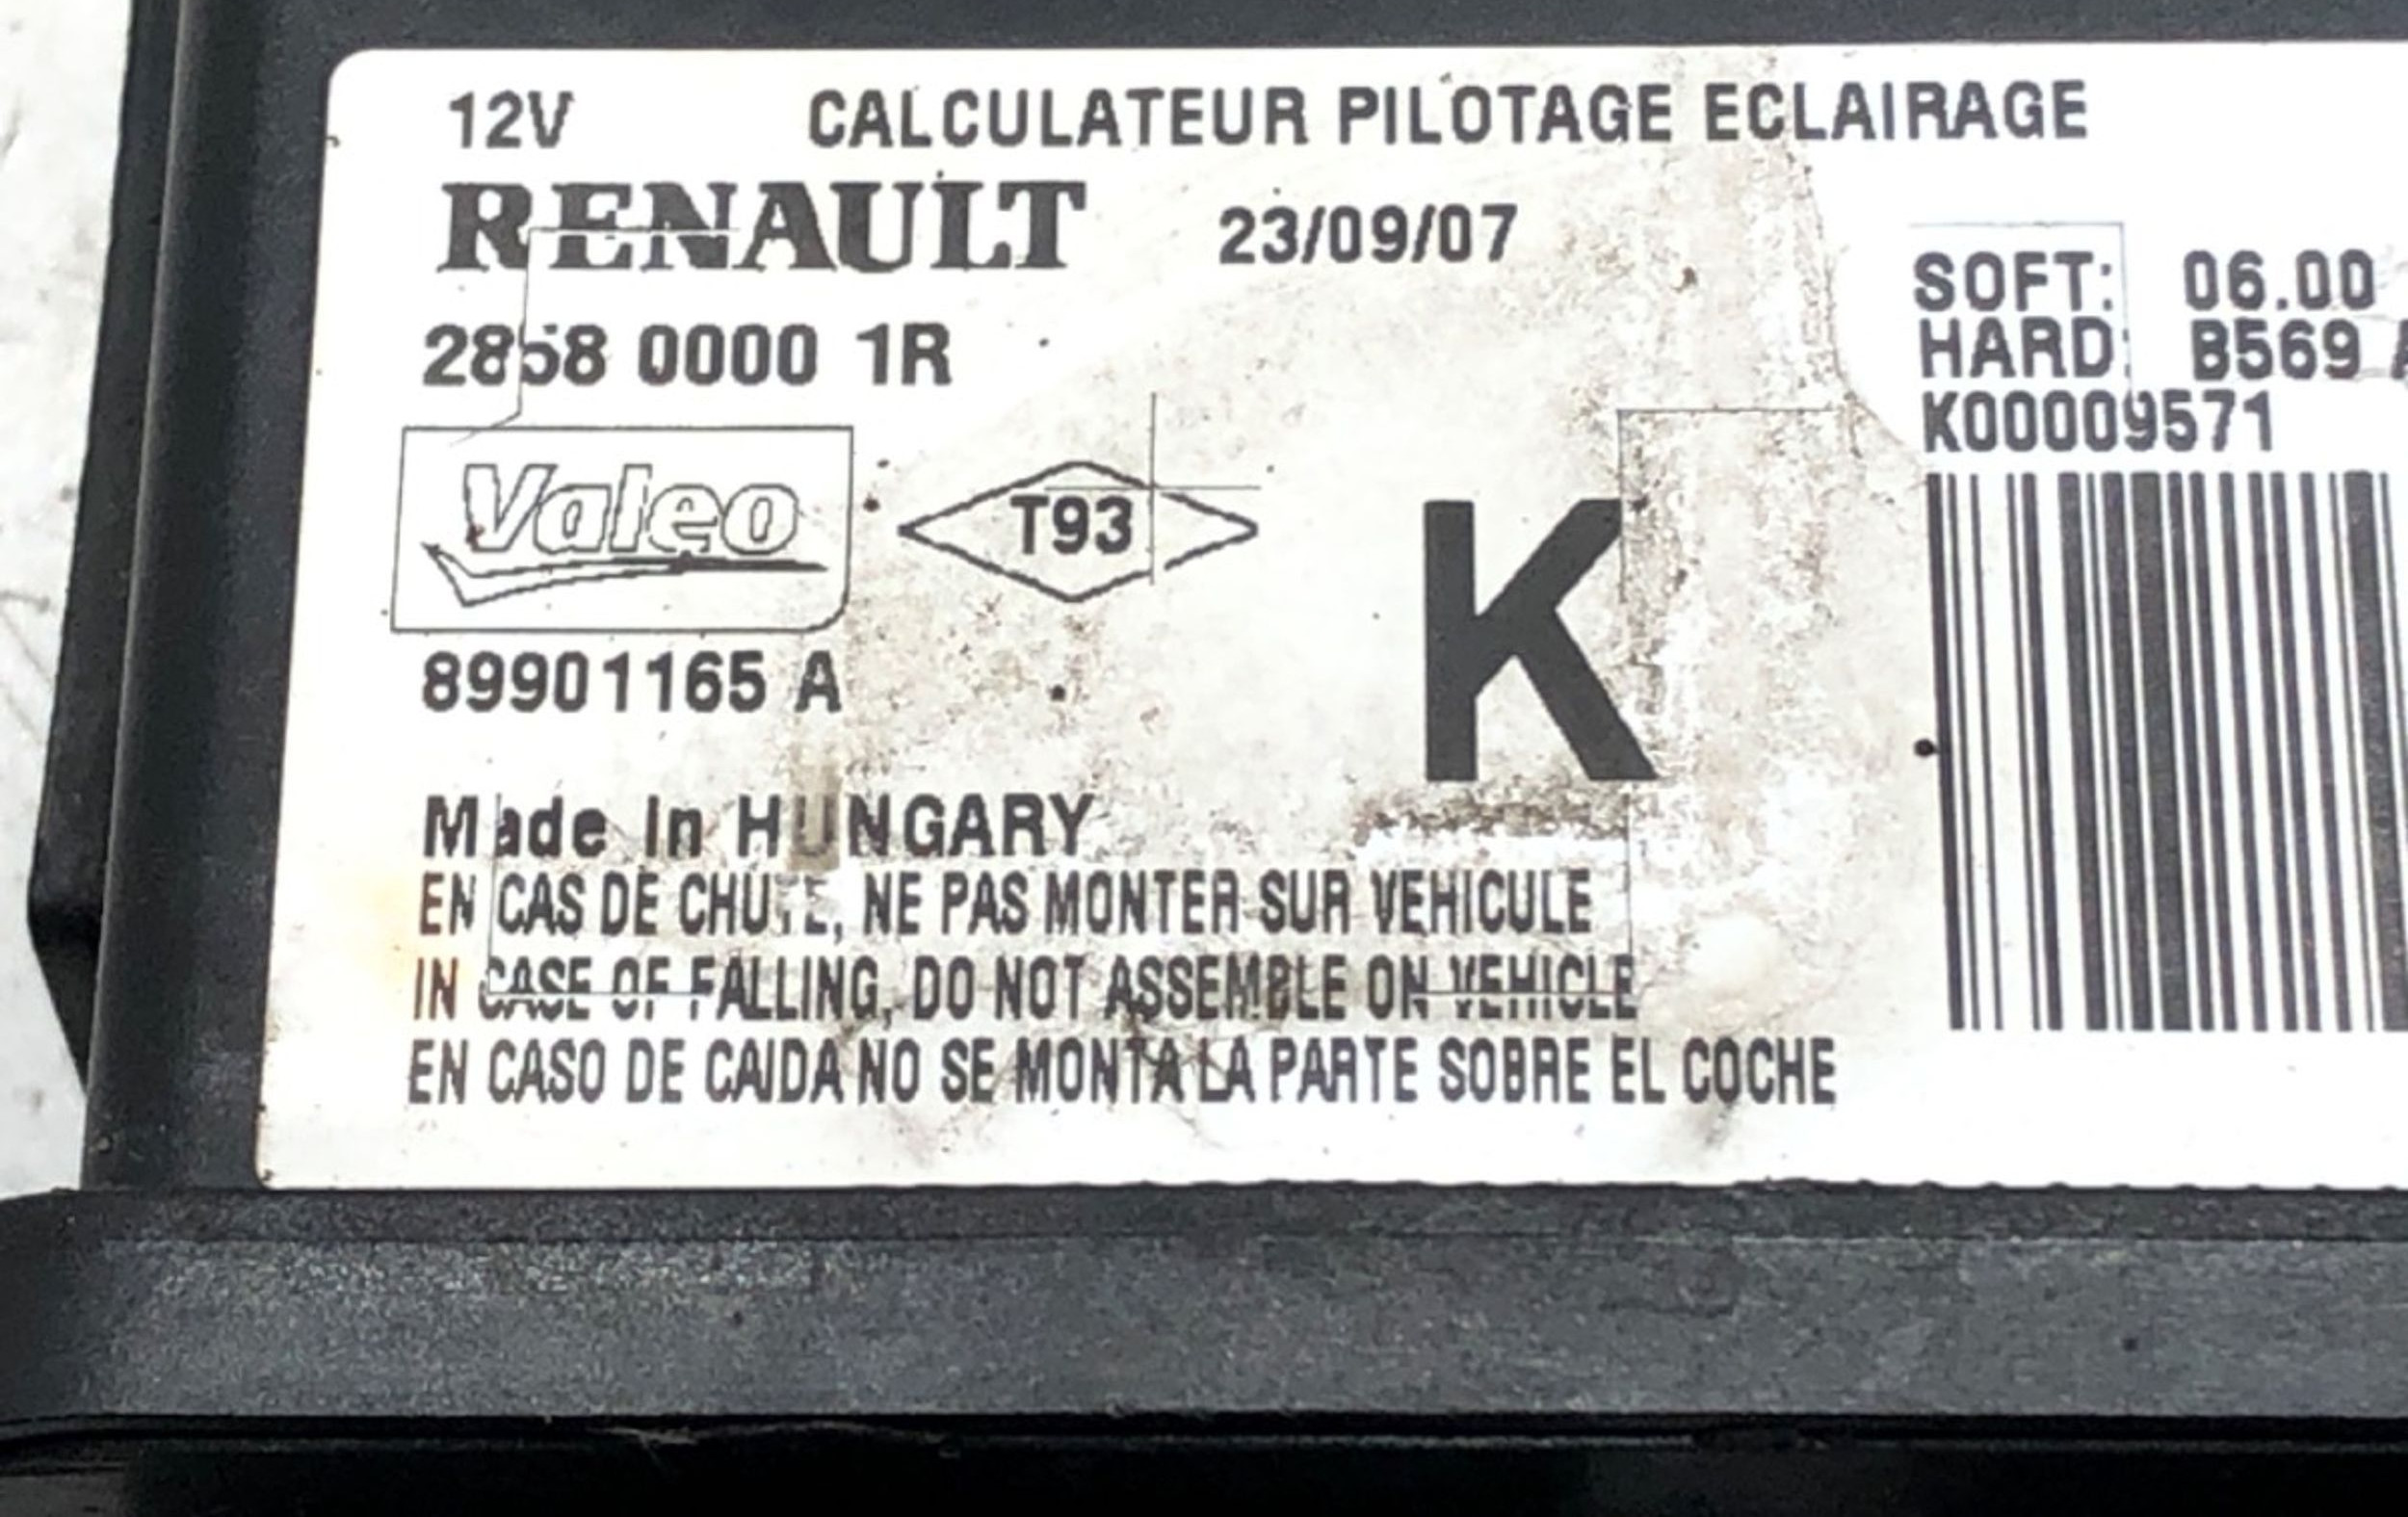 12V CALCULATEUR PILOTAGE ECLAIRAGE
RENAULT 23/09/07
SOFT: 06.00
2858 0000 1R
HARD: B569 A
K00009571
Valeo
T93
K
89901165 A
Made In HUNGARY
EN CAS DE CHUTE, NE PAS MONTER SUR VEHICULE
IN CASE OF FALLING, DO NOT ASSEMBLE ON VEHICLE
EN CASO DE CAIDA NO SE MONTA LA PARTE SOBRE EL COCHE